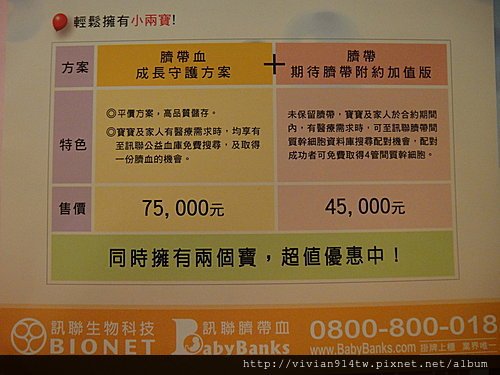 輕鬆擁有小兩寶!
方案
臍帶血
成長守護方案
+
臍帶
期待臍帶附約加值版
特色
◎平價方案，高品質儲存。
◎寶寶及家人有醫療需求時，均享有
至訊聯公益血庫免費搜尋，及取得
一份臍血的機會。
未保留臍帶，寶寶及家人於合約期間
內，有醫療需求時，可至訊聯臍帶間
質幹細胞資料庫搜尋配對機會，配對
成功者可免費取得4管間質幹細胞。
售價
75,000元
45,000元
同時擁有兩個寶，超值優惠中！
訊聯生物科技
BIONET
訊聯臍帶血
BabyBanks
0800-800-018
www.BabyBanks.com 掛牌上櫃 業界唯一
http://vivian914tw.pixnet.net/album